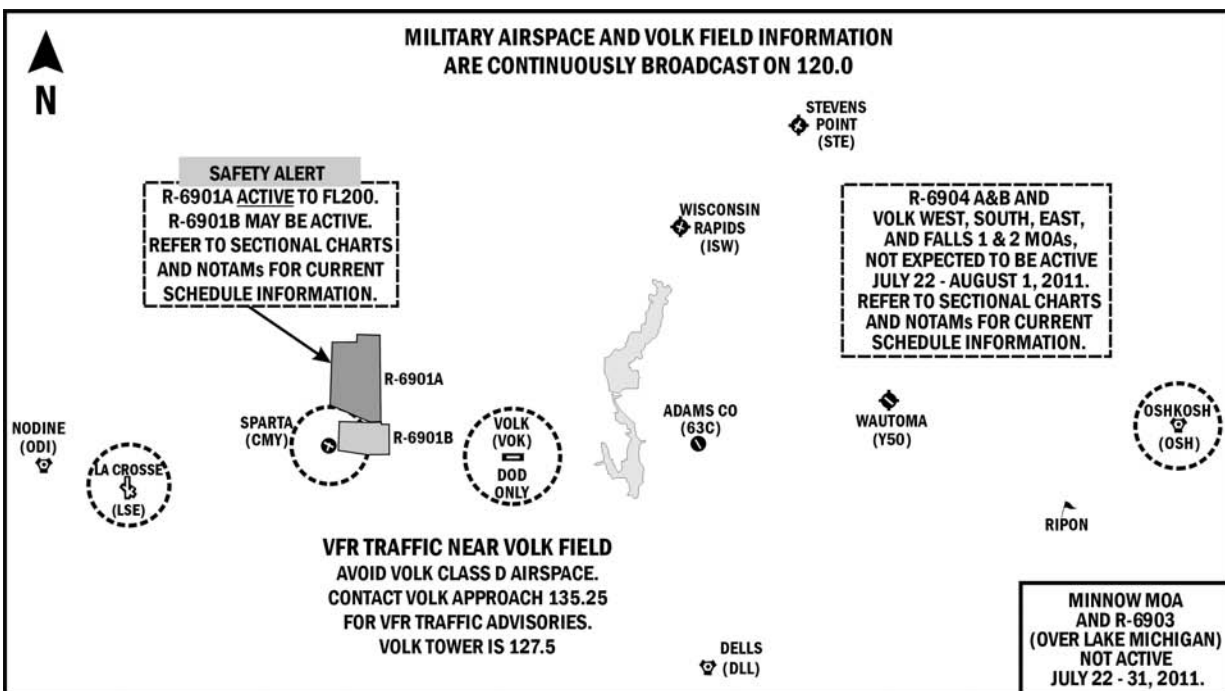 MILITARY AIRSPACE AND VOLK FIELD INFORMATION
ARE CONTINUOUSLY BROADCAST ON 120.0
N
STEVENS
POINT
(STE)
SAFETY ALERT
R-6901A ACTIVE TO FL200.
R-6901B MAY BE ACTIVE.
REFER TO SECTIONAL CHARTS
AND NOTAMs FOR CURRENT
SCHEDULE INFORMATION.
WISCONSIN
RAPIDS
(ISW)
R-6904 A&B AND
VOLK WEST, SOUTH, EAST,
AND FALLS 1 & 2 MOAs,
NOT EXPECTED TO BE ACTIVE
JULY 22 - AUGUST 1, 2011.
REFER TO SECTIONAL CHARTS
AND NOTAMs FOR CURRENT
SCHEDULE INFORMATION.
R-6901A
NODINE
(ODI)
LA CROSSE
(LSE)
SPARTA
(CMY)
R-6901B
VOLK
(VOK)
DOD
ONLY
ADAMS CO
(63C)
WAUTOMA
(Y50)
OSHKOSH
(OSH)
RIPON
VFR TRAFFIC NEAR VOLK FIELD
AVOID VOLK CLASS D AIRSPACE.
CONTACT VOLK APPROACH 135.25
FOR VFR TRAFFIC ADVISORIES.
VOLK TOWER IS 127.5
DELLS
(DLL)
MINNOW MOA
AND R-6903
(OVER LAKE MICHIGAN)
NOT ACTIVE
JULY 22 - 31, 2011.